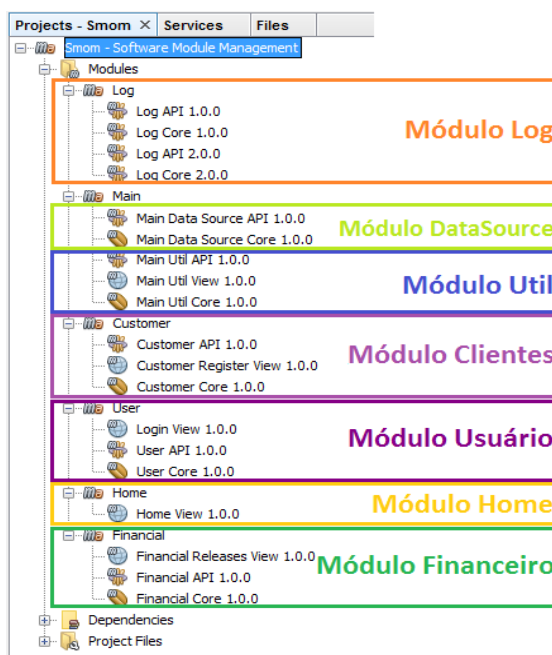 Projects - Smom × Services Files
Smom - Software Module Management
Modules
Log
Log API 1.0.0
Log Core 1.0.0 Módulo Log
Log API 2.0.0
Log Core 2.0.0
Main
Main Data Source API 1.0.0 Módulo DataSource
Main Data Source Core 1.0.0
Main Util API 1.0.0
Main Util View 1.0.0 Módulo Util
Main Util Core 1.0.0
Customer
Customer API 1.0.0 Módulo Clientes
Customer Register View 1.0.0
Customer Core 1.0.0
User
Login View 1.0.0 Módulo Usuário
User API 1.0.0
User Core 1.0.0
Home
Home View 1.0.0 Módulo Home
Financial
Financial Releases View 1.0.0 Módulo Financeiro
Financial API 1.0.0
Financial Core 1.0.0
Dependencies
Project Files